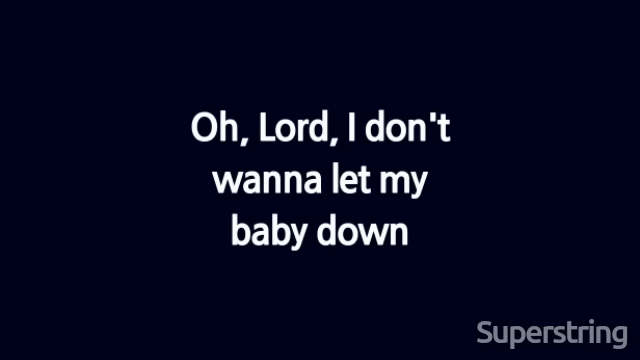 Oh, Lord, I don't
wanna let my
baby down
Superstring